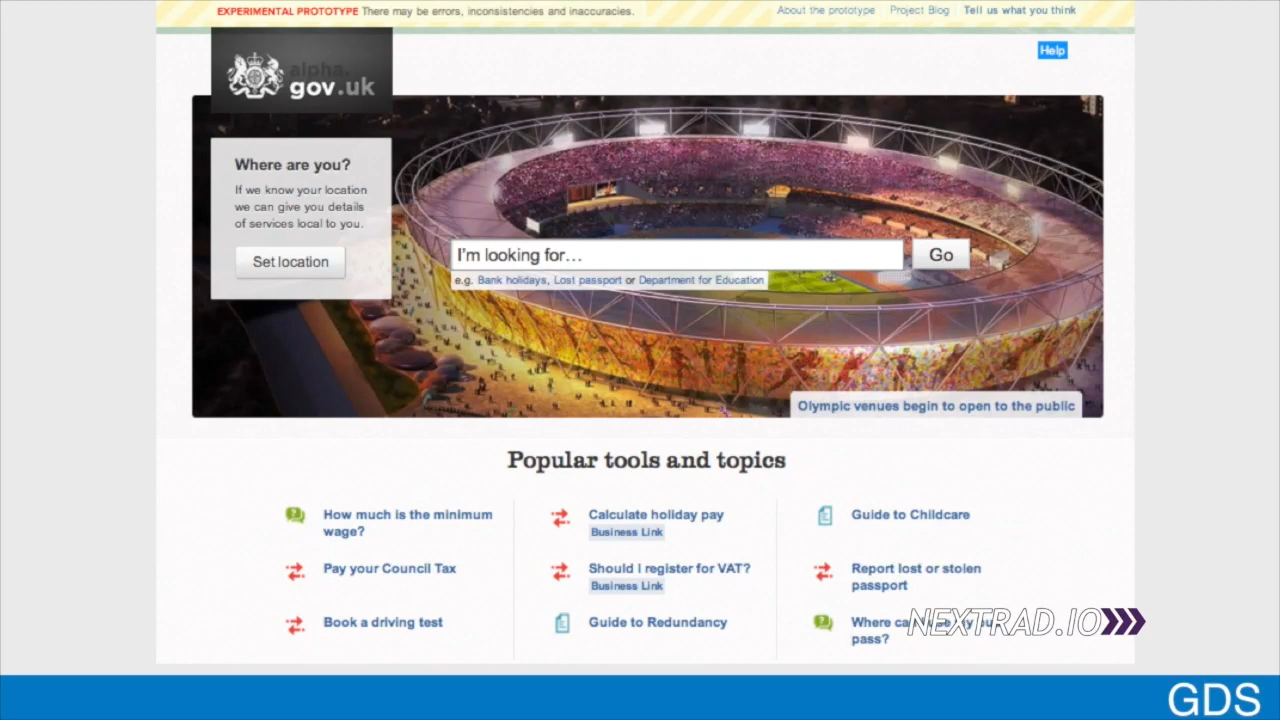 EXPERIMENTAL PROTOTYPE There may be errors, inconsistencies and inaccuracies.
About the prototype Project Blog Tell us what you think
Help
alpha.
gov.uk
Where are you?
If we know your location
we can give you details
of services local to you.
Set location
I'm looking for…
Go
e.g. Bank holidays, Lost passport or Department for Education
Olympic venues begin to open to the public
Popular tools and topics
How much is the minimum
wage?
Pay your Council Tax
Book a driving test
Calculate holiday pay
Business Link
Should I register for VAT?
Business Link
Guide to Redundancy
Guide to Childcare
Report lost or stolen
passport
Where
pass?
NEXTRAD.IO
GDS